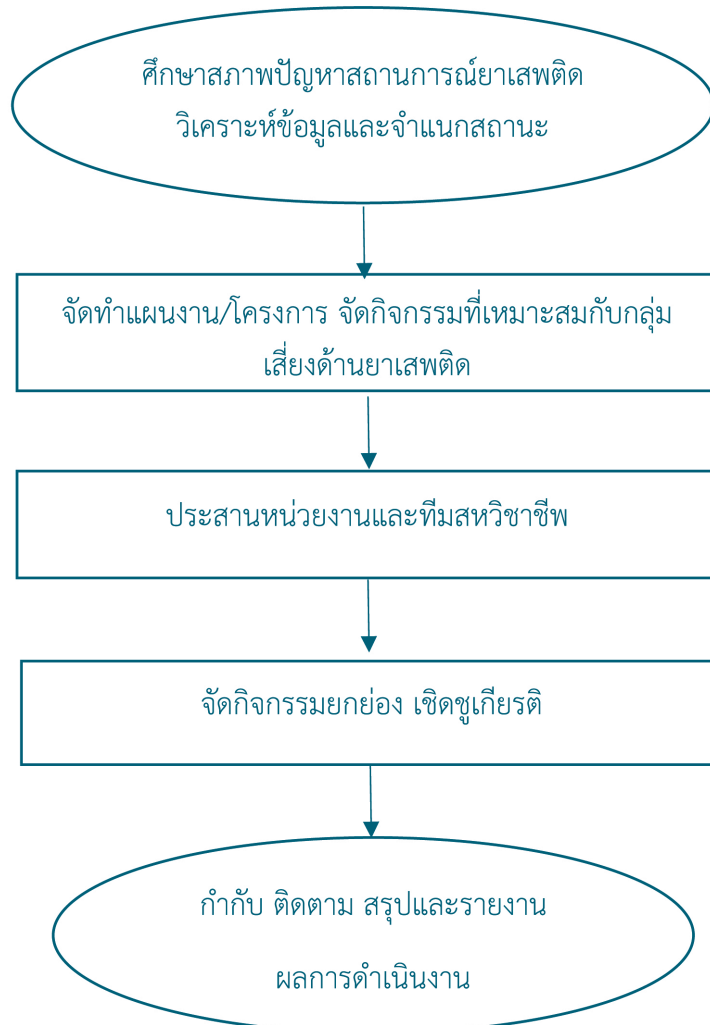 ศึกษาสภาพปัญหาสถานการณ์ยาเสพติด
วิเคราะห์ข้อมูลและจำแนกสถานะ
จัดทำแผนงาน/โครงการ จัดกิจกรรมที่เหมาะสมกับกลุ่ม
เสี่ยงด้านยาเสพติด
ประสานหน่วยงานและทีมสหวิชาชีพ
จัดกิจกรรมยกย่อง เชิดชูเกียรติ
กำกับ ติดตาม สรุปและรายงาน
ผลการดำเนินงาน